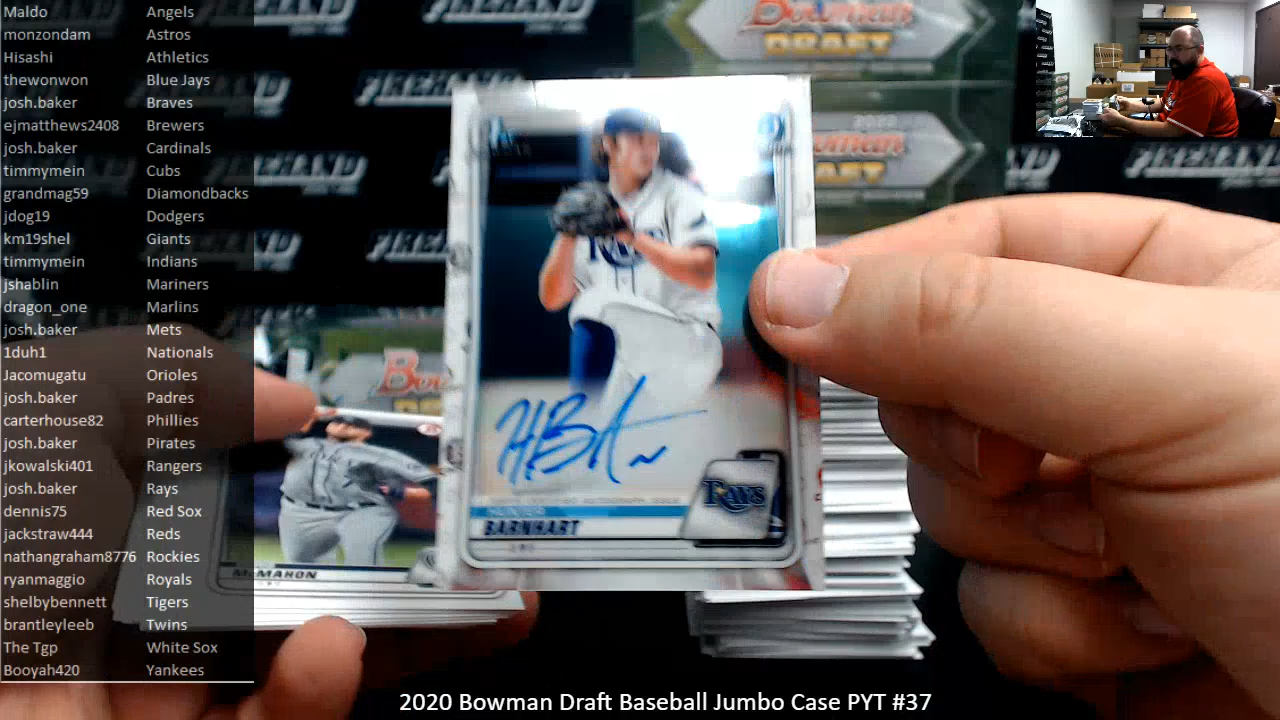 Maldo Angels
monzondam Astros
Hisashi Athletics
thewonwon Blue Jays
josh.baker Braves
ejmatthews2408 Brewers
josh.baker Cardinals
timmymein Cubs
grandmag59 Diamondbacks
jdog19 Dodgers
km19shel Giants
timmymein Indians
jshablin Mariners
dragon_one Marlins
josh.baker Mets
1duh1 Nationals
Jacomugatu Orioles
josh.baker Padres
carterhouse82 Phillies
josh.baker Pirates
jkowalski401 Rangers
josh.baker Rays
dennis75 Red Sox
jackstraw444 Reds
nathangraham8776 Rockies
ryanmaggio Royals
shelbybennett Tigers
brantleyleeb Twins
The Tgp White Sox
Booyah420 Yankees
Bowman
DRAFT
FIREHAND
RAYS
HUNTER
BARNHART
McMAHON
2020 Bowman Draft Baseball Jumbo Case PYT #37